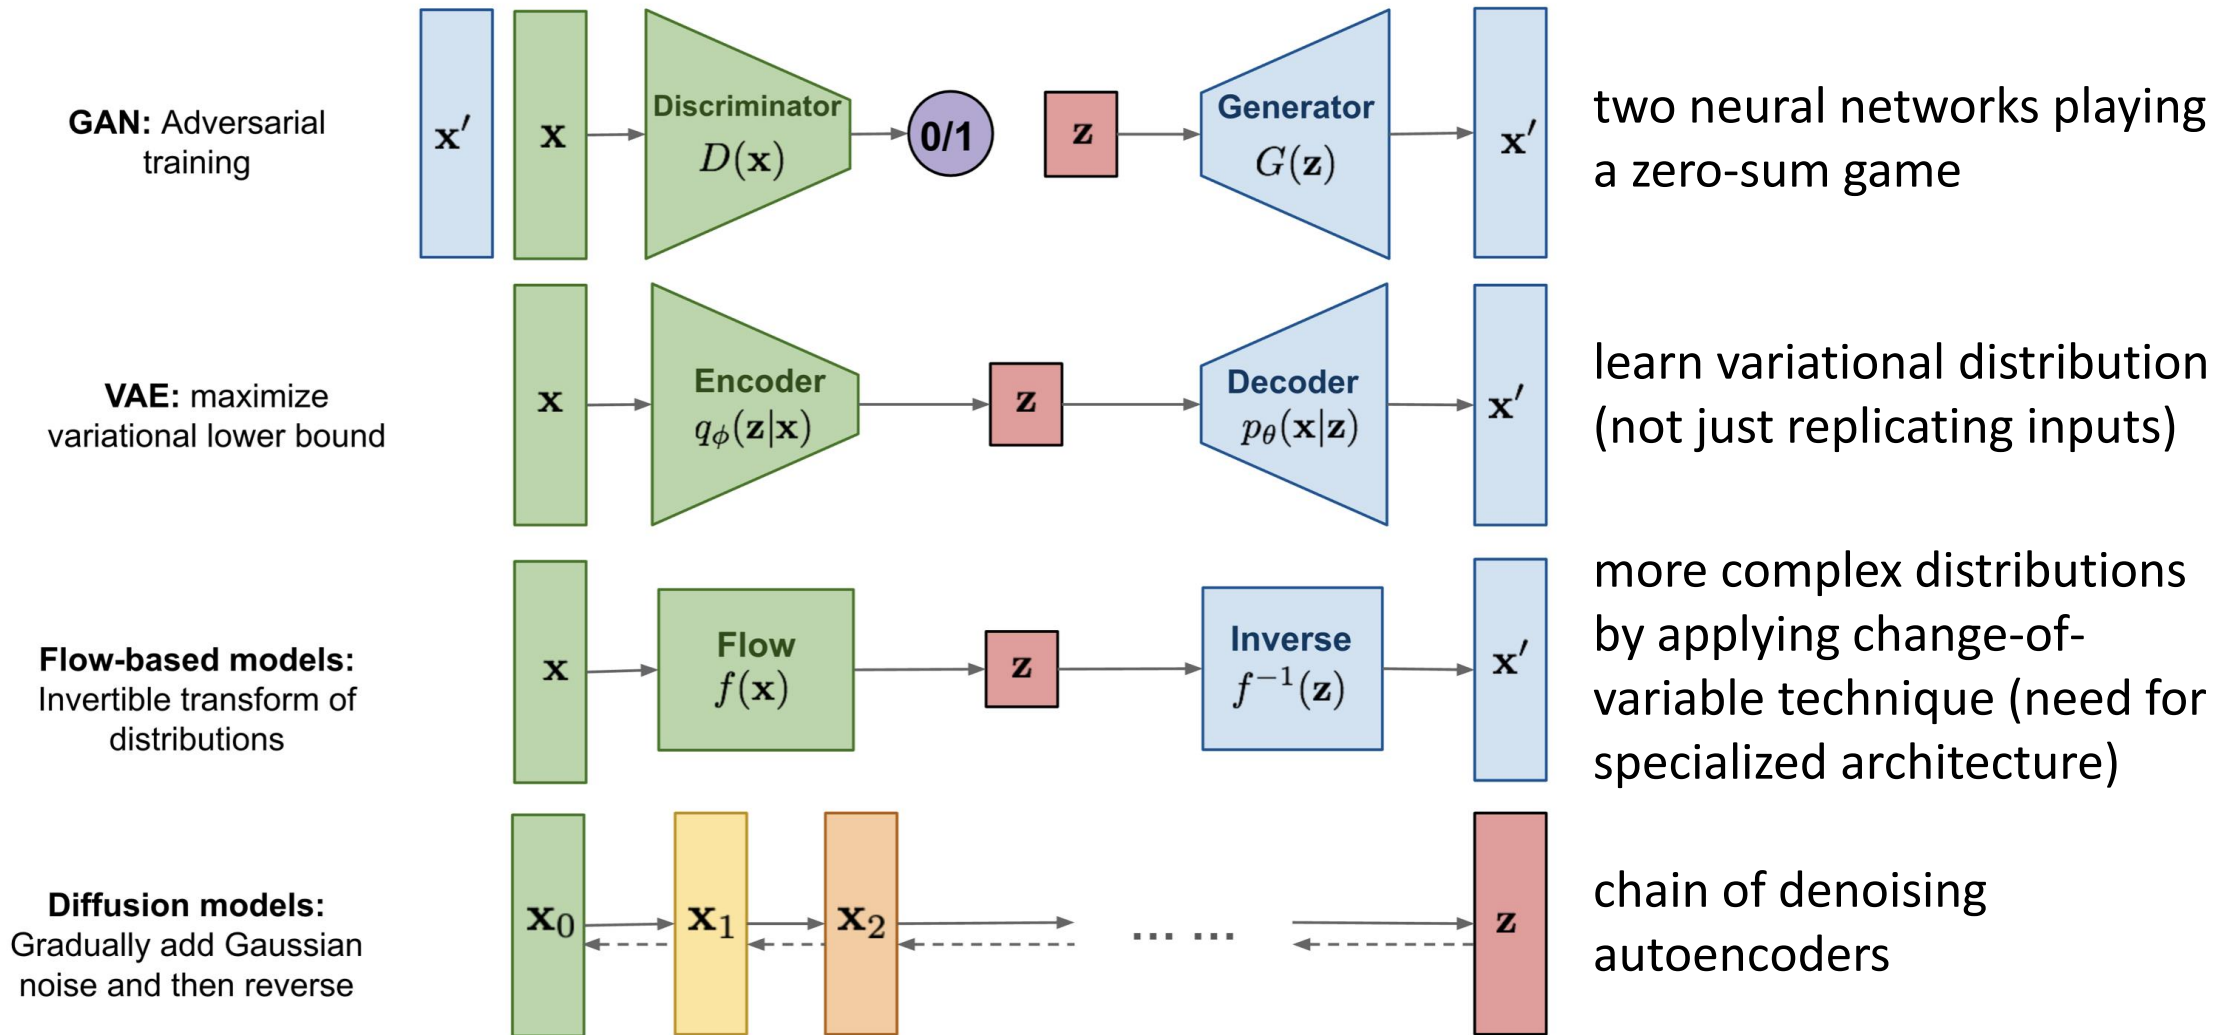 GAN: Adversarial
training
x′
x
Discriminator
D(x)
0/1
z
Generator
G(z)
x′
two neural networks playing
a zero-sum game
VAE: maximize
variational lower bound
x
Encoder
qϕ(z|x)
z
Decoder
pθ(x|z)
x′
learn variational distribution
(not just replicating inputs)
Flow-based models:
Invertible transform of
distributions
x
Flow
f(x)
z
Inverse
f⁻¹(z)
x′
more complex distributions
by applying change-of-
variable technique (need for
specialized architecture)
Diffusion models:
Gradually add Gaussian
noise and then reverse
x₀
x₁
x₂
... ...
z
chain of denoising
autoencoders